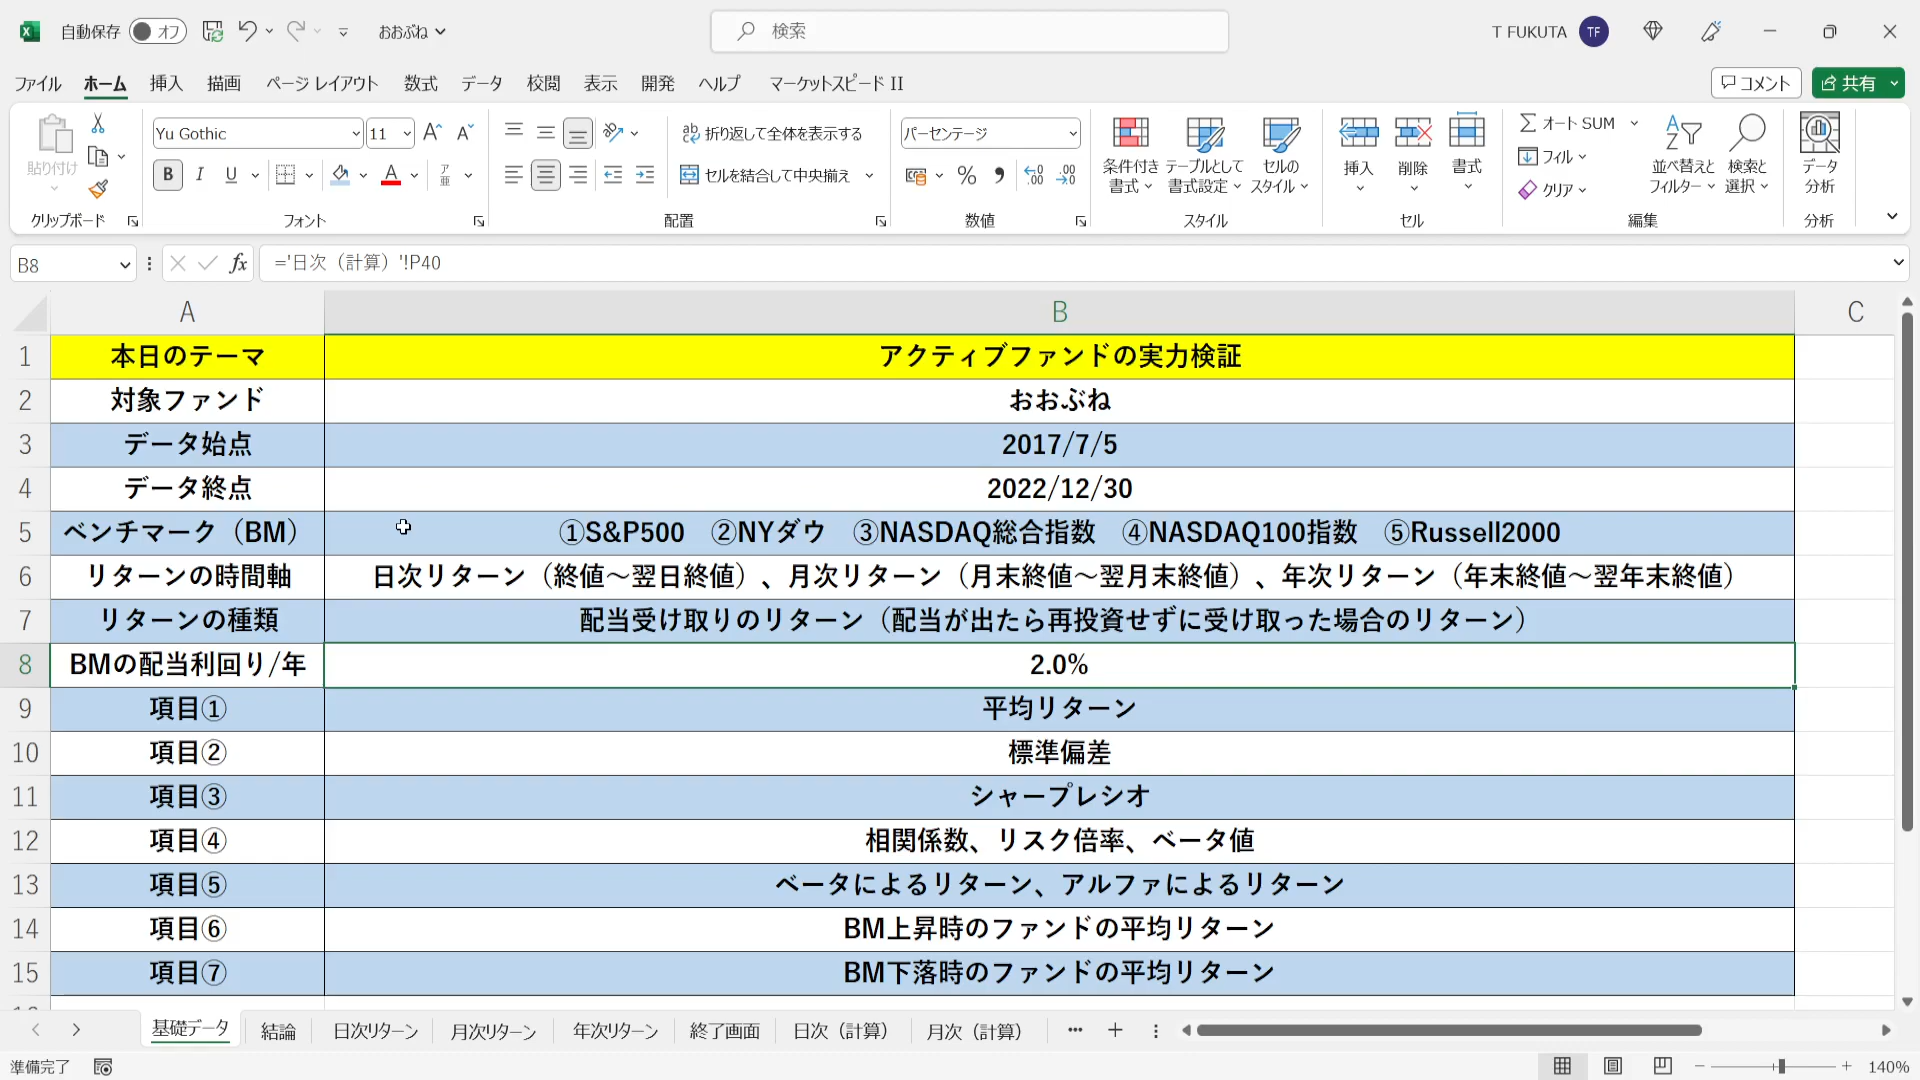 自動保存 オフ おおぶね 検索 T FUKUTA TF
ファイル ホーム 挿入 描画 ページ レイアウト 数式 データ 校閲 表示 開発 ヘルプ マーケットスピード II コメント 共有
貼り付け
クリップボード
Yu Gothic 11
B I U A ア亜
フォント
折り返して全体を表示する
セルを結合して中央揃え
配置
パーセンテージ
数値
条件付き書式 テーブルとして書式設定 セルのスタイル
スタイル
挿入 削除 書式
セル
オート SUM
フィル
クリア
並べ替えとフィルター 検索と選択
編集
データ分析
分析
B8 fx ='日次（計算）'!P40
A B C
1 本日のテーマ アクティブファンドの実力検証
2 対象ファンド おおぶね
3 データ始点 2017/7/5
4 データ終点 2022/12/30
5 ベンチマーク（BM） ①S&P500 ②NYダウ ③NASDAQ総合指数 ④NASDAQ100指数 ⑤Russell2000
6 リターンの時間軸 日次リターン（終値～翌日終値）、月次リターン（月末終値～翌月末終値）、年次リターン（年末終値～翌年末終値）
7 リターンの種類 配当受け取りのリターン（配当が出たら再投資せずに受け取った場合のリターン）
8 BMの配当利回り/年 2.0%
9 項目① 平均リターン
10 項目② 標準偏差
11 項目③ シャープレシオ
12 項目④ 相関係数、リスク倍率、ベータ値
13 項目⑤ ベータによるリターン、アルファによるリターン
14 項目⑥ BM上昇時のファンドの平均リターン
15 項目⑦ BM下落時のファンドの平均リターン
基礎データ 結論 日次リターン 月次リターン 年次リターン 終了画面 日次（計算） 月次（計算）
準備完了 140%